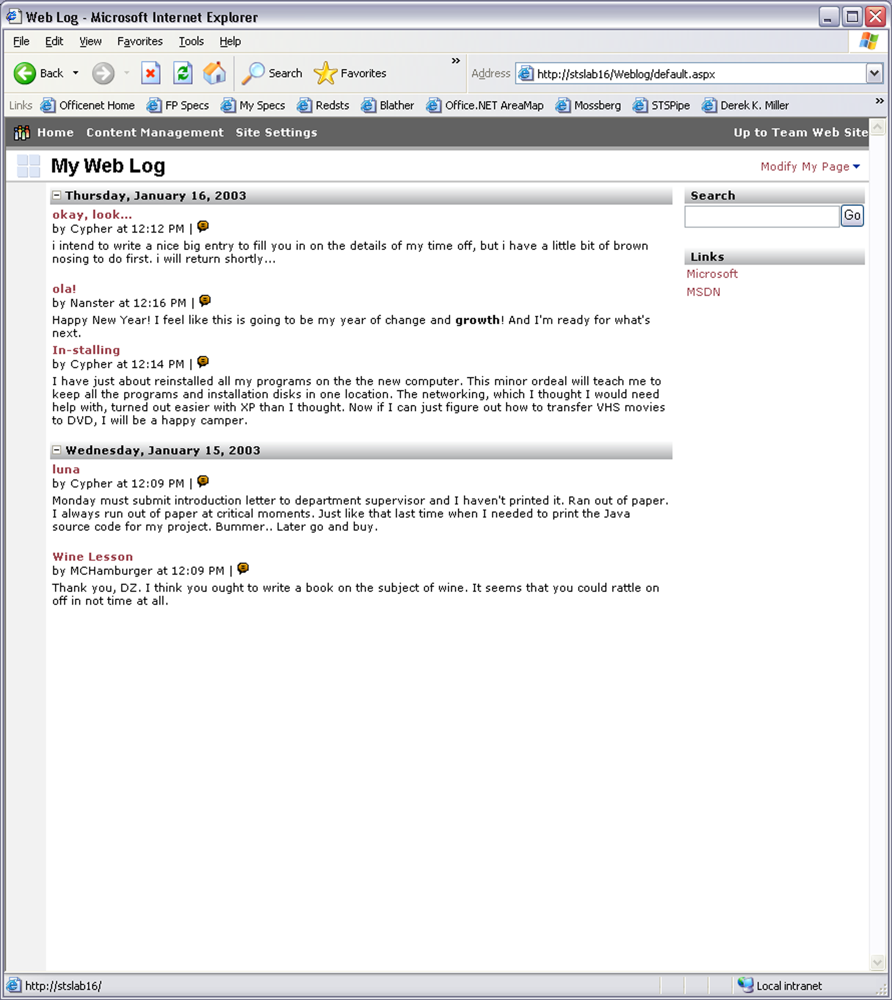 Web Log - Microsoft Internet Explorer
File Edit View Favorites Tools Help
Back Search Favorites » Address http://stslab16/Weblog/default.aspx
Links Officenet Home FP Specs My Specs Redsts Blather Office.NET AreaMap Mossberg STSPipe Derek K. Miller »
Home Content Management Site Settings Up to Team Web Site
My Web Log Modify My Page
Thursday, January 16, 2003
okay, look...
by Cypher at 12:12 PM |
i intend to write a nice big entry to fill you in on the details of my time off, but i have a little bit of brown
nosing to do first. i will return shortly...
ola!
by Nanster at 12:16 PM |
Happy New Year! I feel like this is going to be my year of change and growth! And I'm ready for what's
next.
In-stalling
by Cypher at 12:14 PM |
I have just about reinstalled all my programs on the the new computer. This minor ordeal will teach me to
keep all the programs and installation disks in one location. The networking, which I thought I would need
help with, turned out easier with XP than I thought. Now if I can just figure out how to transfer VHS movies
to DVD, I will be a happy camper.
Wednesday, January 15, 2003
luna
by Cypher at 12:09 PM |
Monday must submit introduction letter to department supervisor and I haven't printed it. Ran out of paper.
I always run out of paper at critical moments. Just like that last time when I needed to print the Java
source code for my project. Bummer.. Later go and buy.
Wine Lesson
by MCHamburger at 12:09 PM |
Thank you, DZ. I think you ought to write a book on the subject of wine. It seems that you could rattle on
off in not time at all.
Search
Go
Links
Microsoft
MSDN
http://stslab16/ Local intranet